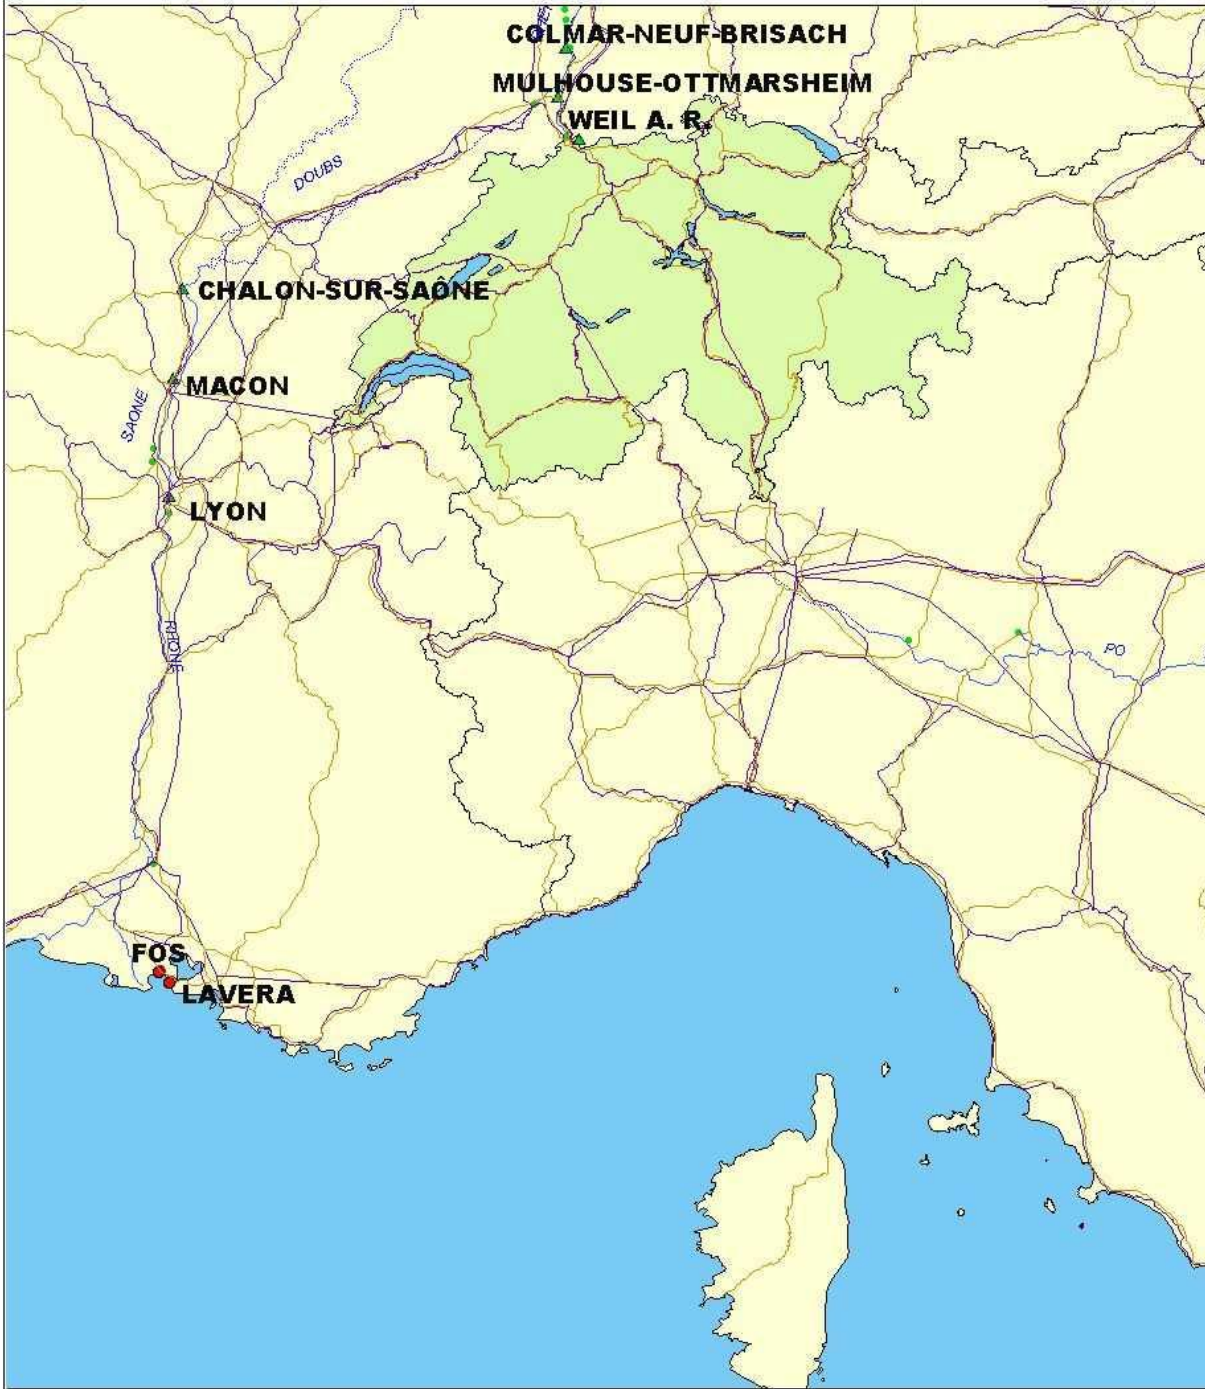 COLMAR-NEUF-BRISACH
MULHOUSE-OTTMARSHEIM
WEIL A. R.
DOUBS
CHALON-SUR-SAÔNE
MACON
SAONE
LYON
RHONE
PO
FOS
LAVERA